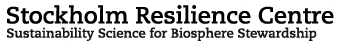 Stockholm Resilience Centre
Sustainability Science for Biosphere Stewardship